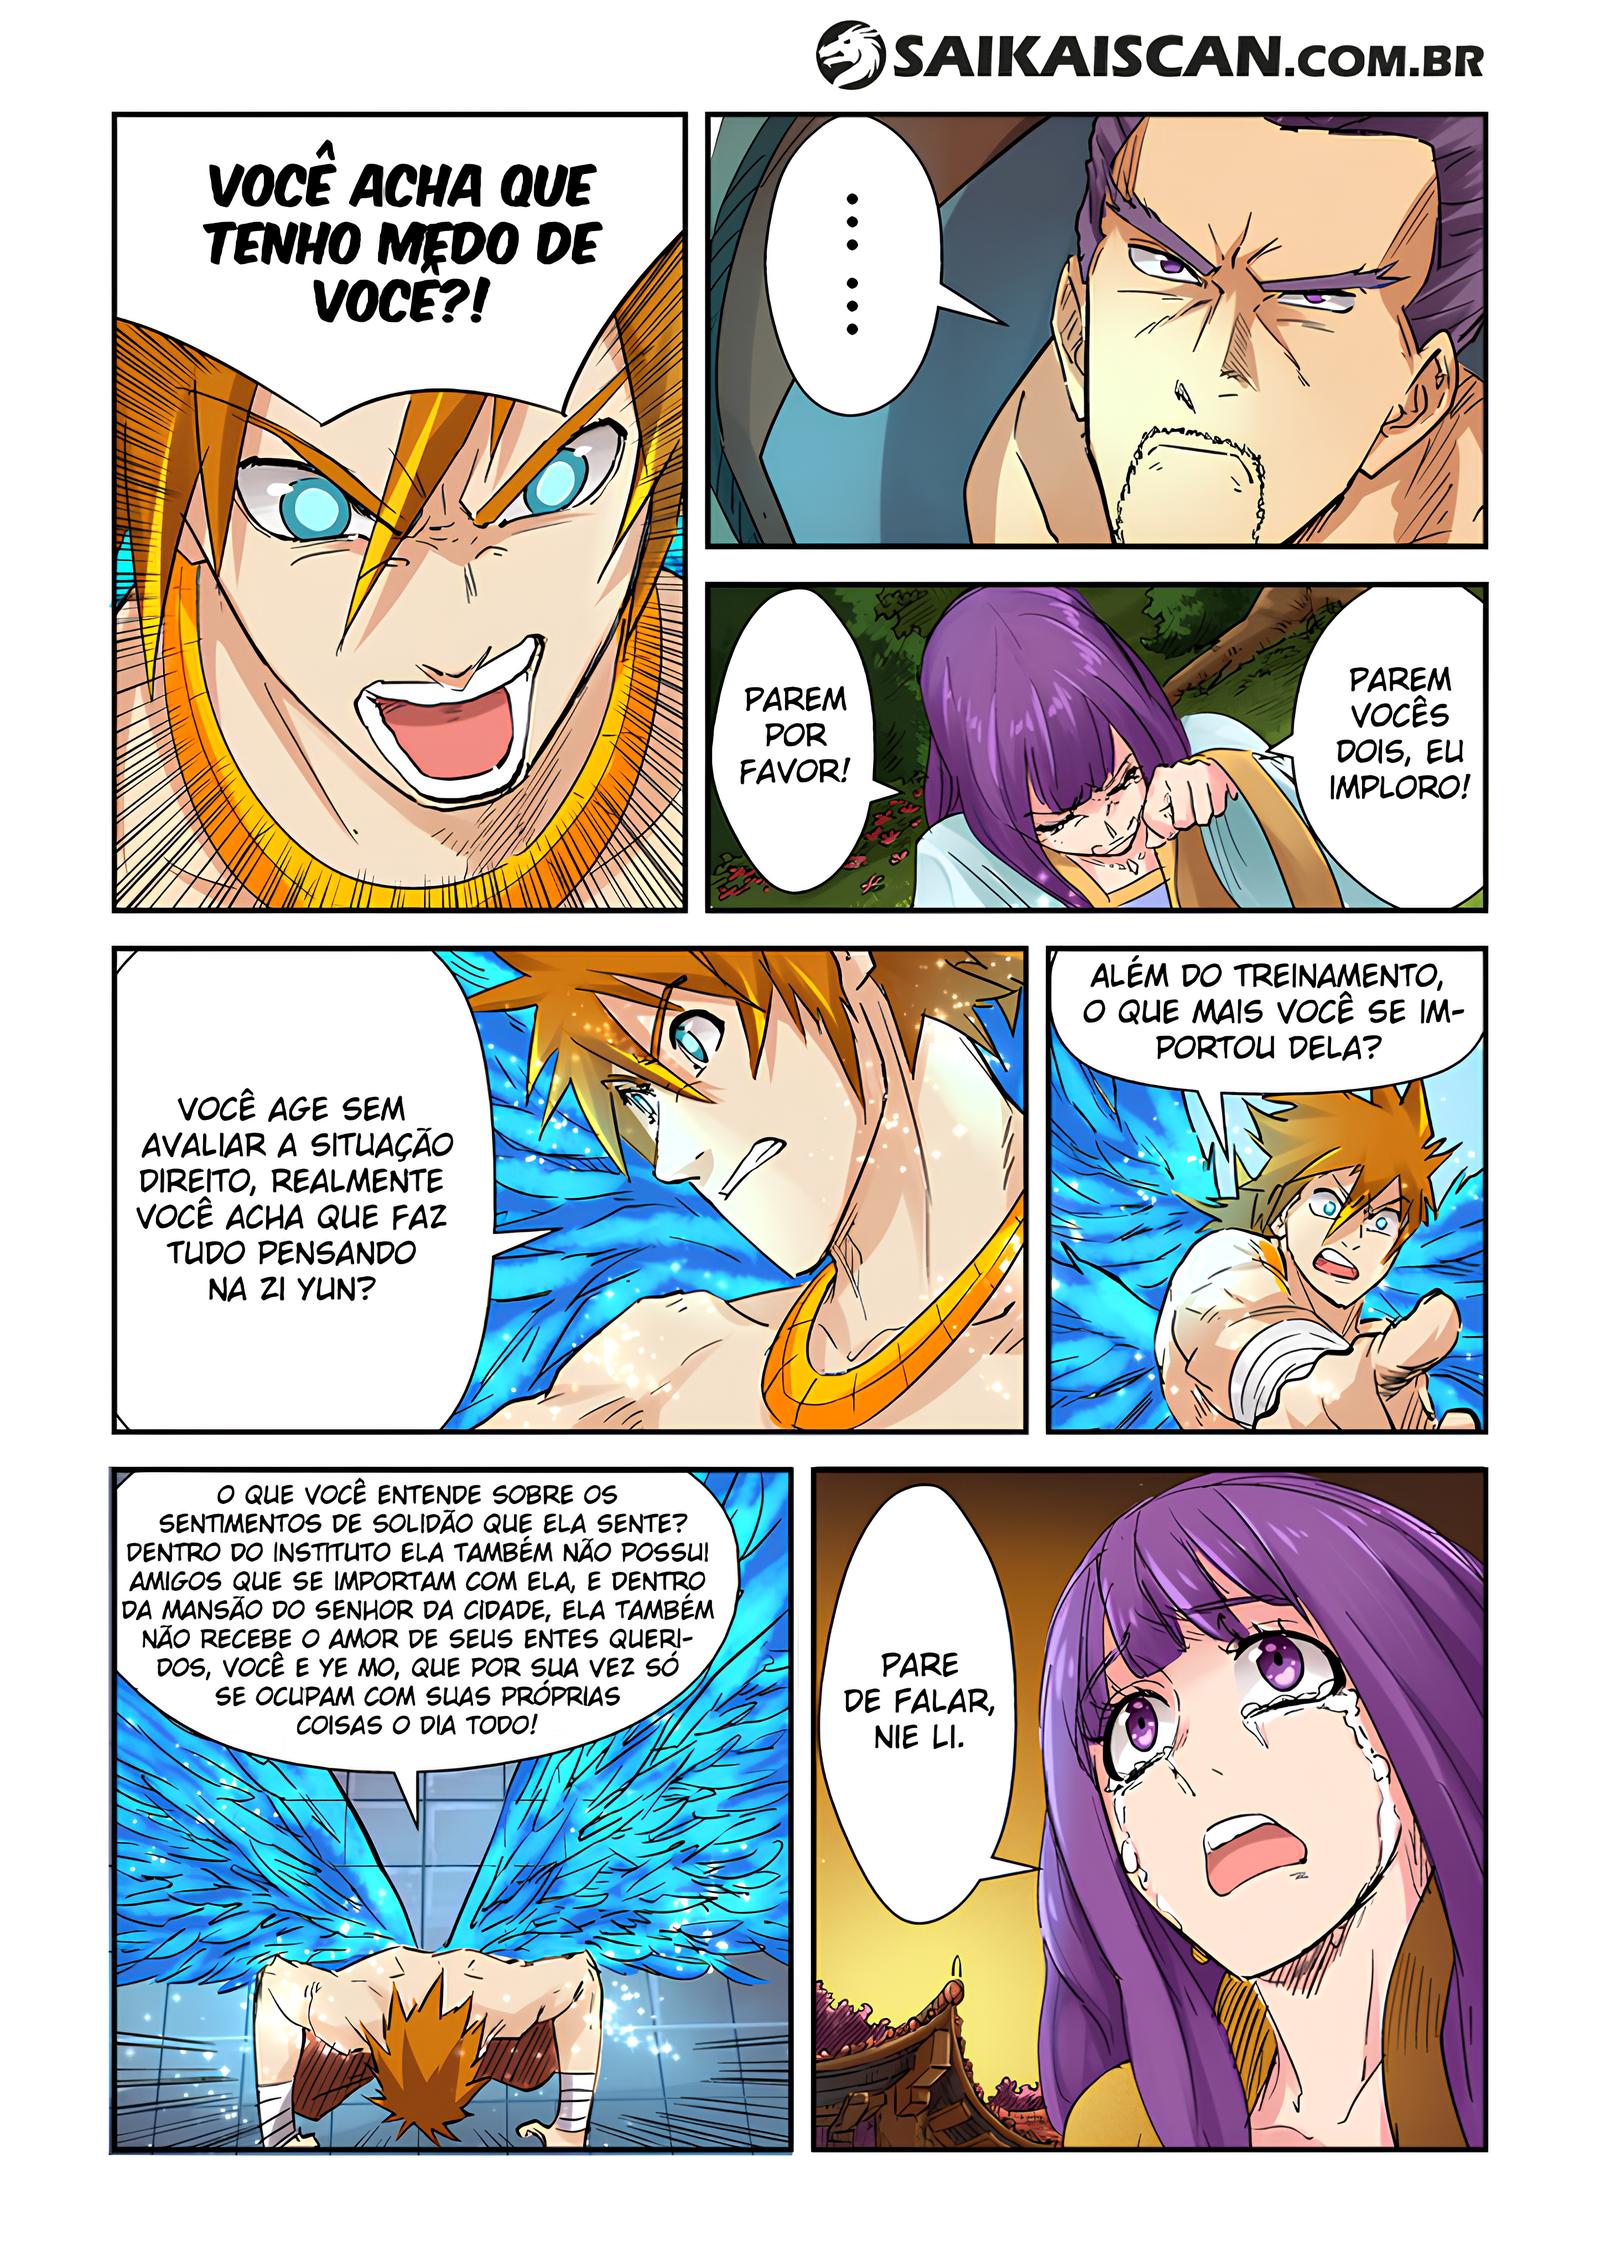 SAIKAISCAN.COM.BR
VOCÊ ACHA QUE
TENHO MEDO DE
VOCÊ?!
......
PAREM
POR
FAVOR!
PAREM
VOCÊS
DOIS, EU
IMPLORO!
VOCÊ AGE SEM
AVALIAR A SITUAÇÃO
DIREITO, REALMENTE
VOCÊ ACHA QUE FAZ
TUDO PENSANDO
NA ZI YUN?
ALÉM DO TREINAMENTO,
O QUE MAIS VOCÊ SE IM-
PORTOU DELA?
O QUE VOCÊ ENTENDE SOBRE OS
SENTIMENTOS DE SOLIDÃO QUE ELA SENTE?
DENTRO DO INSTITUTO ELA TAMBÉM NÃO POSSUI
AMIGOS QUE SE IMPORTAM COM ELA, E DENTRO
DA MANSÃO DO SENHOR DA CIDADE, ELA TAMBÉM
NÃO RECEBE O AMOR DE SEUS ENTES QUERI-
DOS, VOCÊ E YE MO, QUE POR SUA VEZ SÓ
SE OCUPAM COM SUAS PRÓPRIAS
COISAS O DIA TODO!
PARE
DE FALAR,
NIE LI.